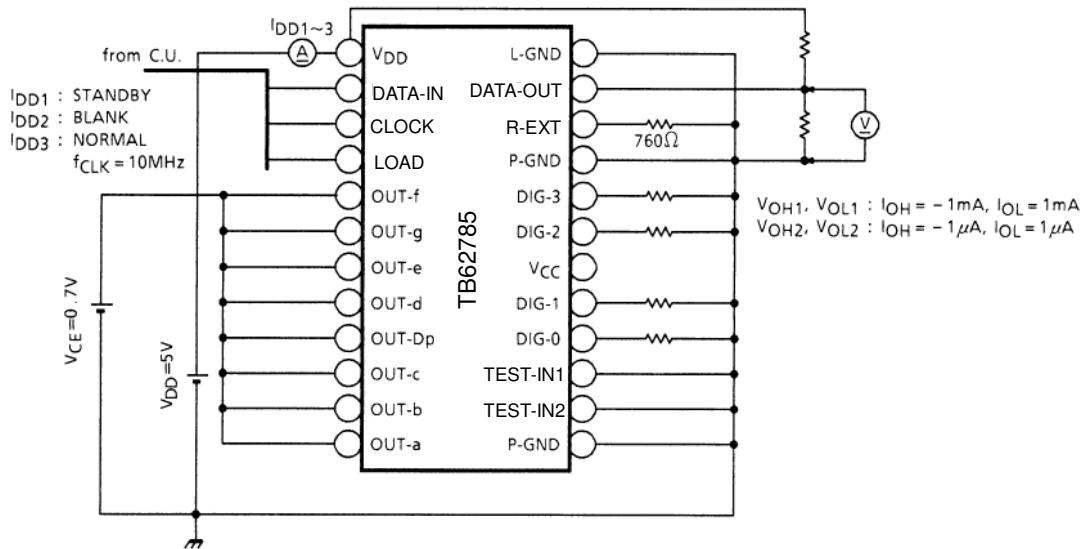 IDD1~3
from C.U.
IDD1 : STANDBY
IDD2 : BLANK
IDD3 : NORMAL
fCLK = 10MHz
A
VDD
DATA-IN
CLOCK
LOAD
OUT-f
OUT-g
OUT-e
OUT-d
OUT-Dp
OUT-c
OUT-b
OUT-a
TB62785
L-GND
DATA-OUT
R-EXT
P-GND
DIG-3
DIG-2
VCC
DIG-1
DIG-0
TEST-IN1
TEST-IN2
P-GND
760Ω
V
VOH1, VOL1 : IOH = − 1mA, IOL = 1mA
VOH2, VOL2 : IOH = − 1μA, IOL = 1μA
VCE=0.7V
VDD=5V